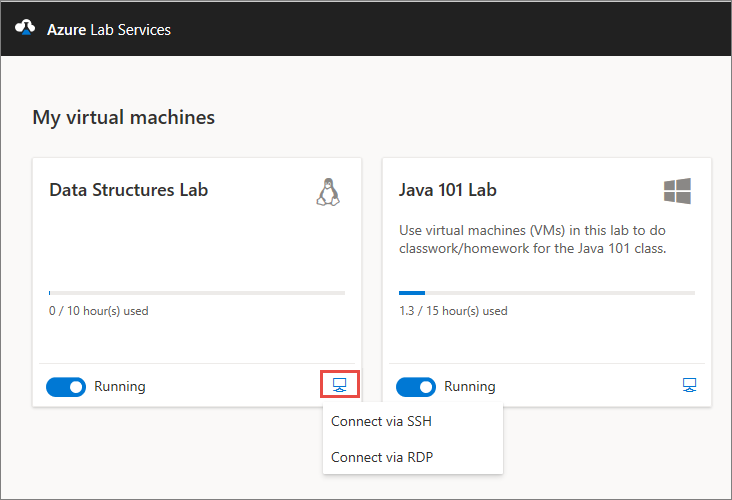 Azure Lab Services
My virtual machines
Data Structures Lab
0 / 10 hour(s) used
Running
Connect via SSH
Connect via RDP
Java 101 Lab
Use virtual machines (VMs) in this lab to do
classwork/homework for the Java 101 class.
1.3 / 15 hour(s) used
Running